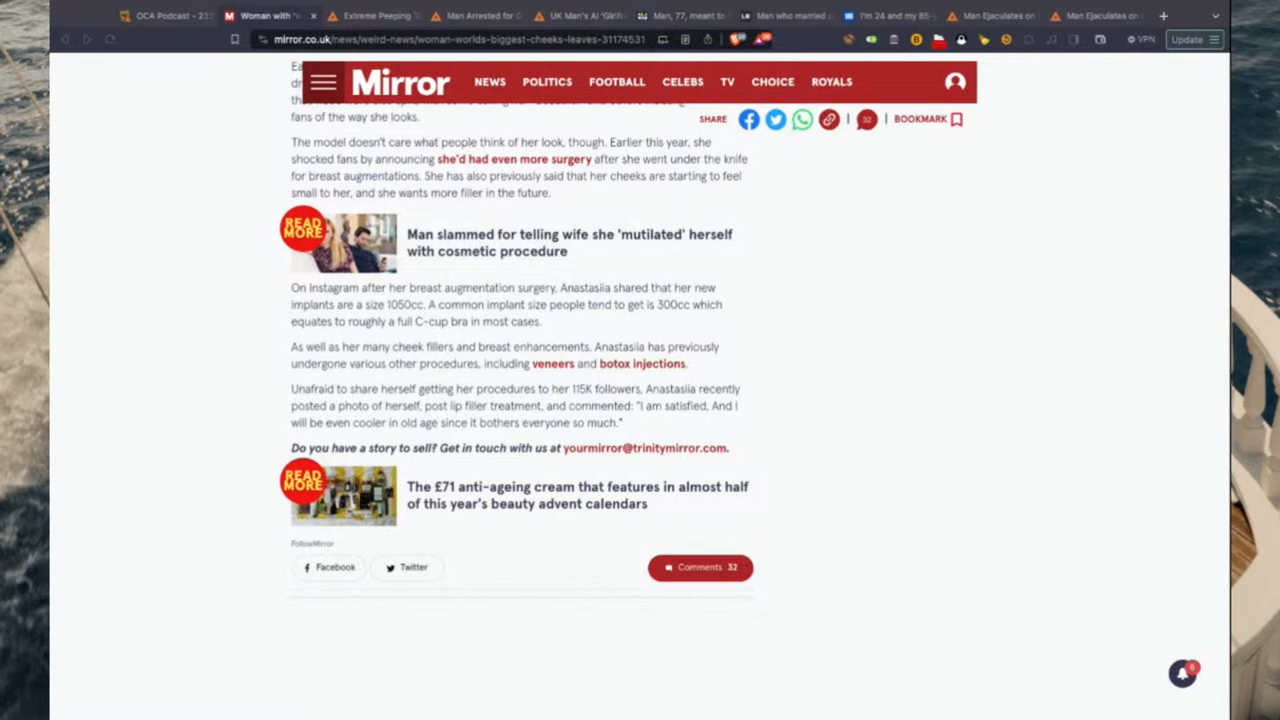 OCA Podcast - 23
Woman with "
Extreme Peeping T
Man Arrested for
UK Man's AI 'Girlfr
Man, 77, meant to
Man who married
I'm 24 and my 85-
Man Ejaculates on
Man Ejaculates on
mirror.co.uk/news/weird-news/woman-worlds-biggest-cheeks-leaves-31174531
VPN
Update
Mirror
NEWS
POLITICS
FOOTBALL
CELEBS
TV
CHOICE
ROYALS
SHARE
32
BOOKMARK
fans of the way she looks.
The model doesn't care what people think of her look, though. Earlier this year, she
shocked fans by announcing she'd had even more surgery after she went under the knife
for breast augmentations. She has also previously said that her cheeks are starting to feel
small to her, and she wants more filler in the future.
READ
MORE
Man slammed for telling wife she 'mutilated' herself
with cosmetic procedure
On Instagram after her breast augmentation surgery, Anastasiia shared that her new
implants are a size 1050cc. A common implant size people tend to get is 300cc which
equates to roughly a full C-cup bra in most cases.
As well as her many cheek fillers and breast enhancements, Anastasiia has previously
undergone various other procedures, including veneers and botox injections.
Unafraid to share herself getting her procedures to her 115K followers, Anastasiia recently
posted a photo of herself, post lip filler treatment, and commented: "I am satisfied, And I
will be even cooler in old age since it bothers everyone so much."
Do you have a story to sell? Get in touch with us at yourmirror@trinitymirror.com.
READ
MORE
The £71 anti-ageing cream that features in almost half
of this year's beauty advent calendars
FollowMirror
Facebook
Twitter
Comments 32
6